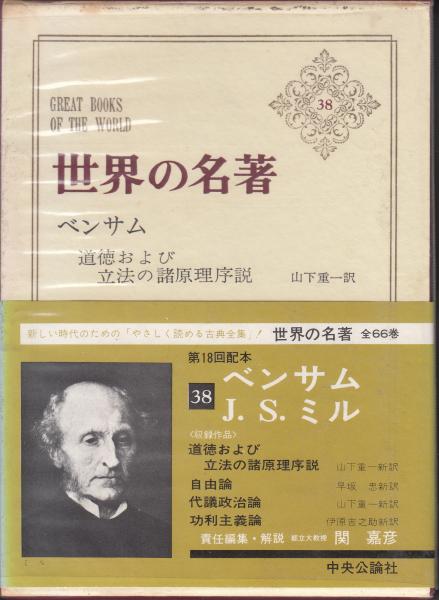 GREAT BOOKS
OF THE WORLD
38
世界の名著
ベンサム
道徳および
立法の諸原理序説 山下重一訳
新しい時代のための「やさしく読める古典全集」! 世界の名著 全66巻
第18回配本
38 ベンサム
J. S. ミル
〈収録作品〉
道徳および
立法の諸原理序説 山下重一新訳
自由論 早坂 忠新訳
代議政治論 山下重一新訳
功利主義論 伊原吉之助新訳
責任編集・解説 都立大教授 関 嘉彦
中央公論社